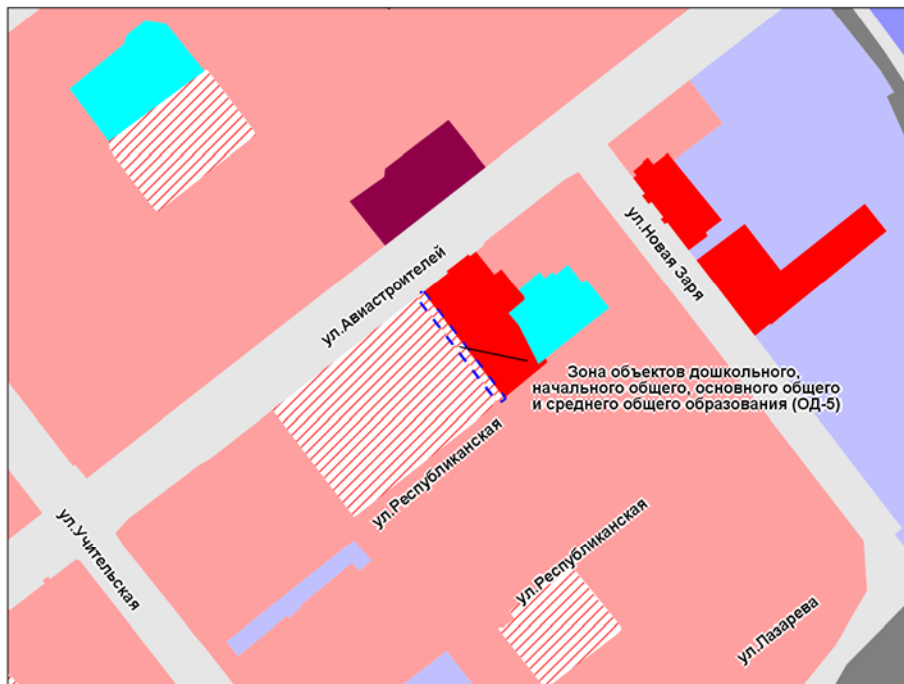 ул.Новая Заря
ул.Авиастроителей
Зона объектов дошкольного,
начального общего, основного общего
и среднего общего образования (ОД-5)
ул.Республиканская
ул.Республиканская
ул.Учительская
ул.Лазарева